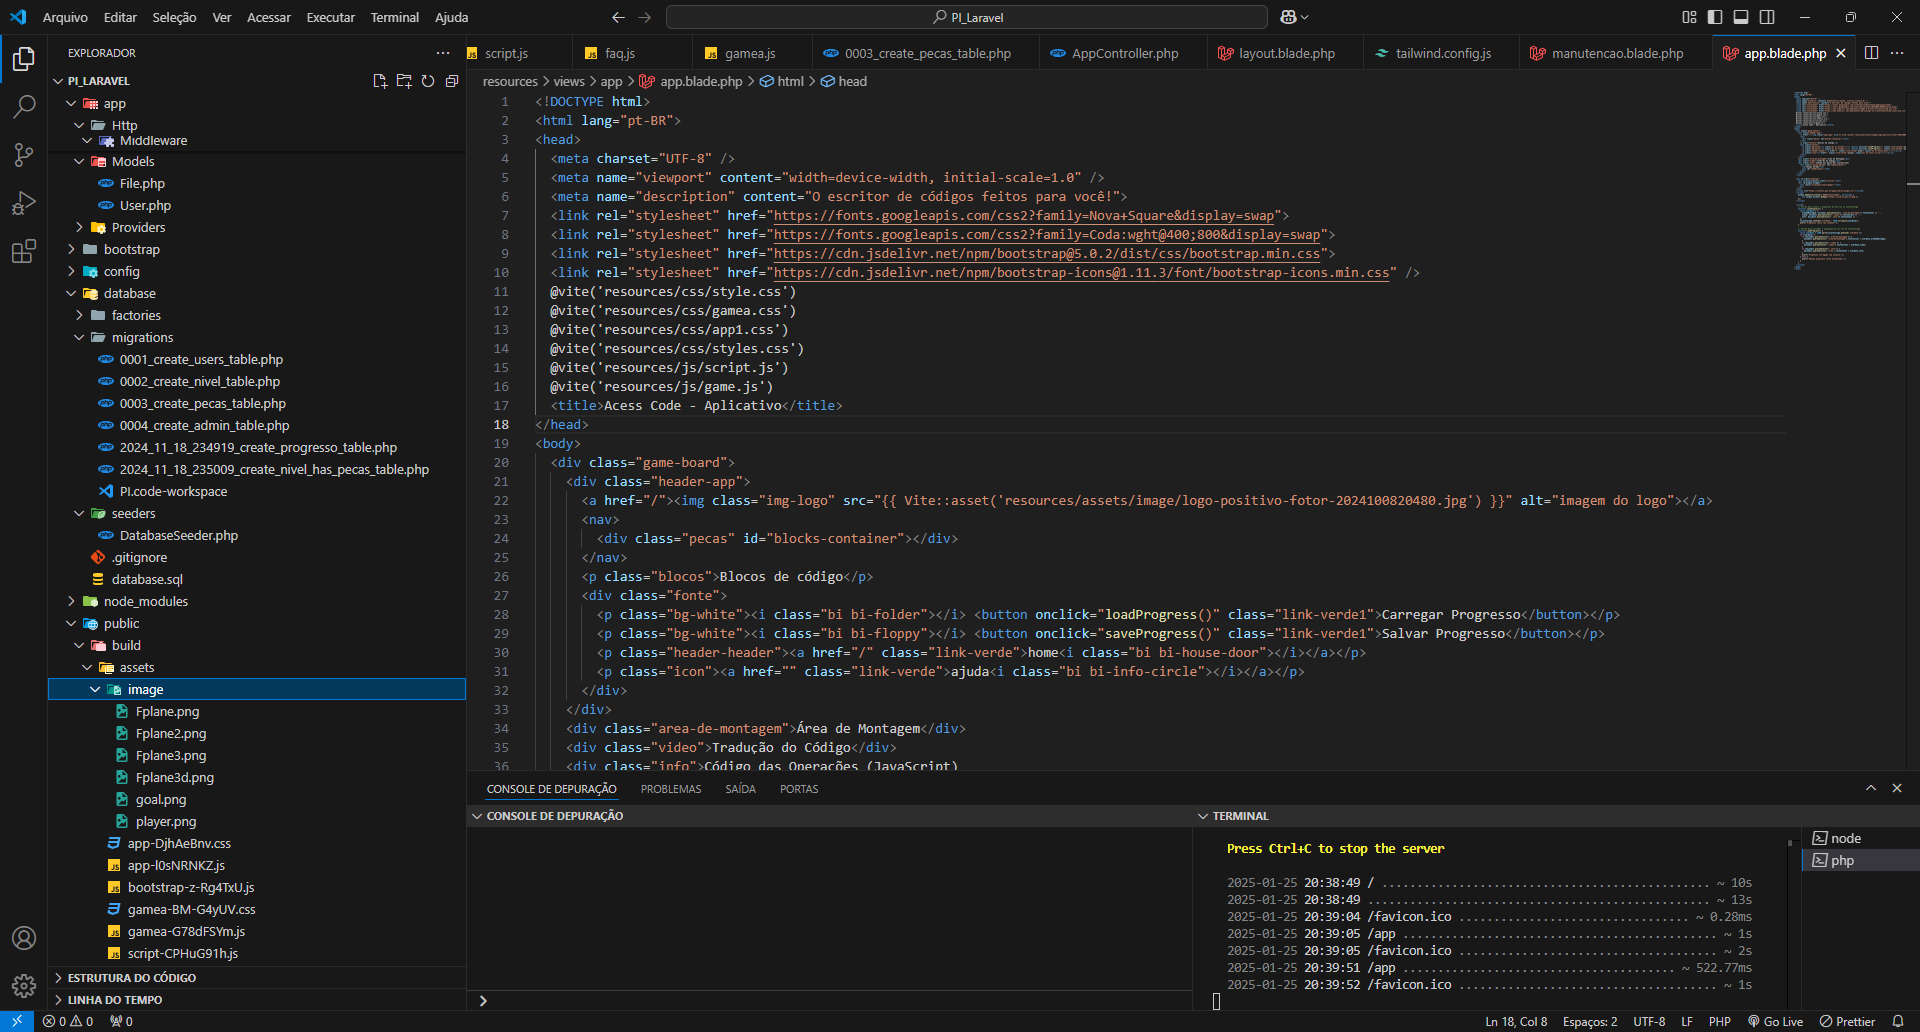 Arquivo Editar Seleção Ver Acessar Executar Terminal Ajuda
PI_Laravel
EXPLORADOR
PI_LARAVEL
app
Http
Middleware
Models
File.php
User.php
Providers
bootstrap
config
database
factories
migrations
0001_create_users_table.php
0002_create_nivel_table.php
0003_create_pecas_table.php
0004_create_admin_table.php
2024_11_18_234919_create_progresso_table.php
2024_11_18_235009_create_nivel_has_pecas_table.php
PI.code-workspace
seeders
DatabaseSeeder.php
.gitignore
database.sql
node_modules
public
build
assets
image
Fplane.png
Fplane2.png
Fplane3.png
Fplane3d.png
goal.png
player.png
app-DjhAeBnv.css
app-l0sNRNKZ.js
bootstrap-z-Rg4TxU.js
gamea-BM-G4yUV.css
gamea-G78dFSYm.js
script-CPHuG91h.js
ESTRUTURA DO CÓDIGO
LINHA DO TEMPO
script.js faq.js gamea.js 0003_create_pecas_table.php AppController.php layout.blade.php tailwind.config.js manutencao.blade.php app.blade.php
resources > views > app > app.blade.php > html > head
1 <!DOCTYPE html>
2 <html lang="pt-BR">
3 <head>
4 <meta charset="UTF-8" />
5 <meta name="viewport" content="width=device-width, initial-scale=1.0" />
6 <meta name="description" content="O escritor de códigos feitos para você!">
7 <link rel="stylesheet" href="https://fonts.googleapis.com/css2?family=Nova+Square&display=swap">
8 <link rel="stylesheet" href="https://fonts.googleapis.com/css2?family=Coda:wght@400;800&display=swap">
9 <link rel="stylesheet" href="https://cdn.jsdelivr.net/npm/bootstrap@5.0.2/dist/css/bootstrap.min.css">
10 <link rel="stylesheet" href="https://cdn.jsdelivr.net/npm/bootstrap-icons@1.11.3/font/bootstrap-icons.min.css" />
11 @vite('resources/css/style.css')
12 @vite('resources/css/gamea.css')
13 @vite('resources/css/app1.css')
14 @vite('resources/css/styles.css')
15 @vite('resources/js/script.js')
16 @vite('resources/js/game.js')
17 <title>Acess Code - Aplicativo</title>
18 </head>
19 <body>
20 <div class="game-board">
21 <div class="header-app">
22 <a href="/"><img class="img-logo" src="{{ Vite::asset('resources/assets/image/logo-positivo-fotor-2024100820480.jpg') }}" alt="imagem do logo"></a>
23 <nav>
24 <div class="pecas" id="blocks-container"></div>
25 </nav>
26 <p class="blocos">Blocos de código</p>
27 <div class="fonte">
28 <p class="bg-white"><i class="bi bi-folder"></i> <button onclick="loadProgress()" class="link-verde1">Carregar Progresso</button></p>
29 <p class="bg-white"><i class="bi bi-floppy"></i> <button onclick="saveProgress()" class="link-verde1">Salvar Progresso</button></p>
30 <p class="header-header"><a href="/" class="link-verde">home<i class="bi bi-house-door"></i></a></p>
31 <p class="icon"><a href="" class="link-verde">ajuda<i class="bi bi-info-circle"></i></a></p>
32 </div>
33 </div>
34 <div class="area-de-montagem">Área de Montagem</div>
35 <div class="video">Tradução do Código</div>
36 <div class="info">Código das Operações (JavaScript)
CONSOLE DE DEPURAÇÃO PROBLEMAS SAÍDA PORTAS
CONSOLE DE DEPURAÇÃO
TERMINAL
Press Ctrl+C to stop the server
2025-01-25 20:38:49 / ............................................... ~ 10s
2025-01-25 20:38:49 ................................................. ~ 13s
2025-01-25 20:39:04 /favicon.ico ................................. ~ 0.28ms
2025-01-25 20:39:05 /app ............................................. ~ 1s
2025-01-25 20:39:05 /favicon.ico ..................................... ~ 2s
2025-01-25 20:39:51 /app ....................................... ~ 522.77ms
2025-01-25 20:39:52 /favicon.ico ..................................... ~ 1s
node
php
0 0 0
Ln 18, Col 8 Espaços: 2 UTF-8 LF PHP Go Live Prettier